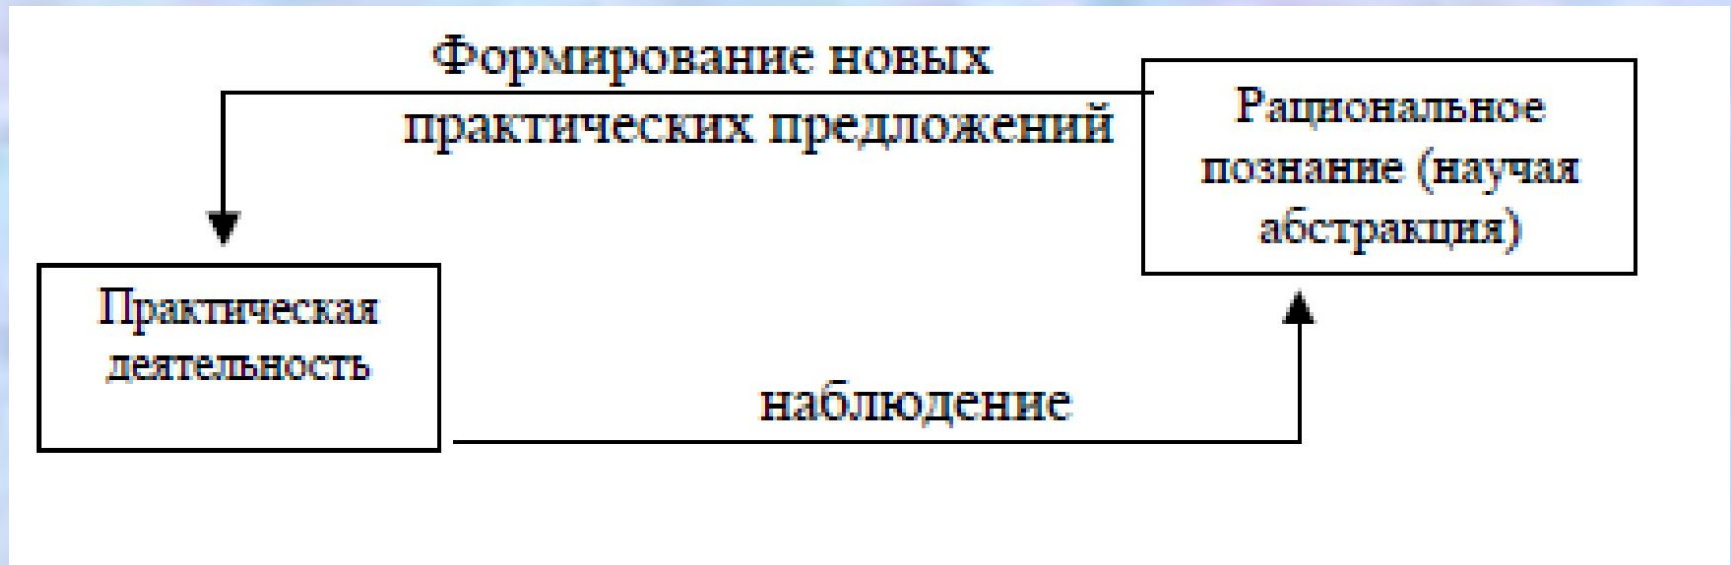 Формирование новых
практических предложений
Рациональное
познание (научая
абстракция)
Практическая
деятельность
наблюдение